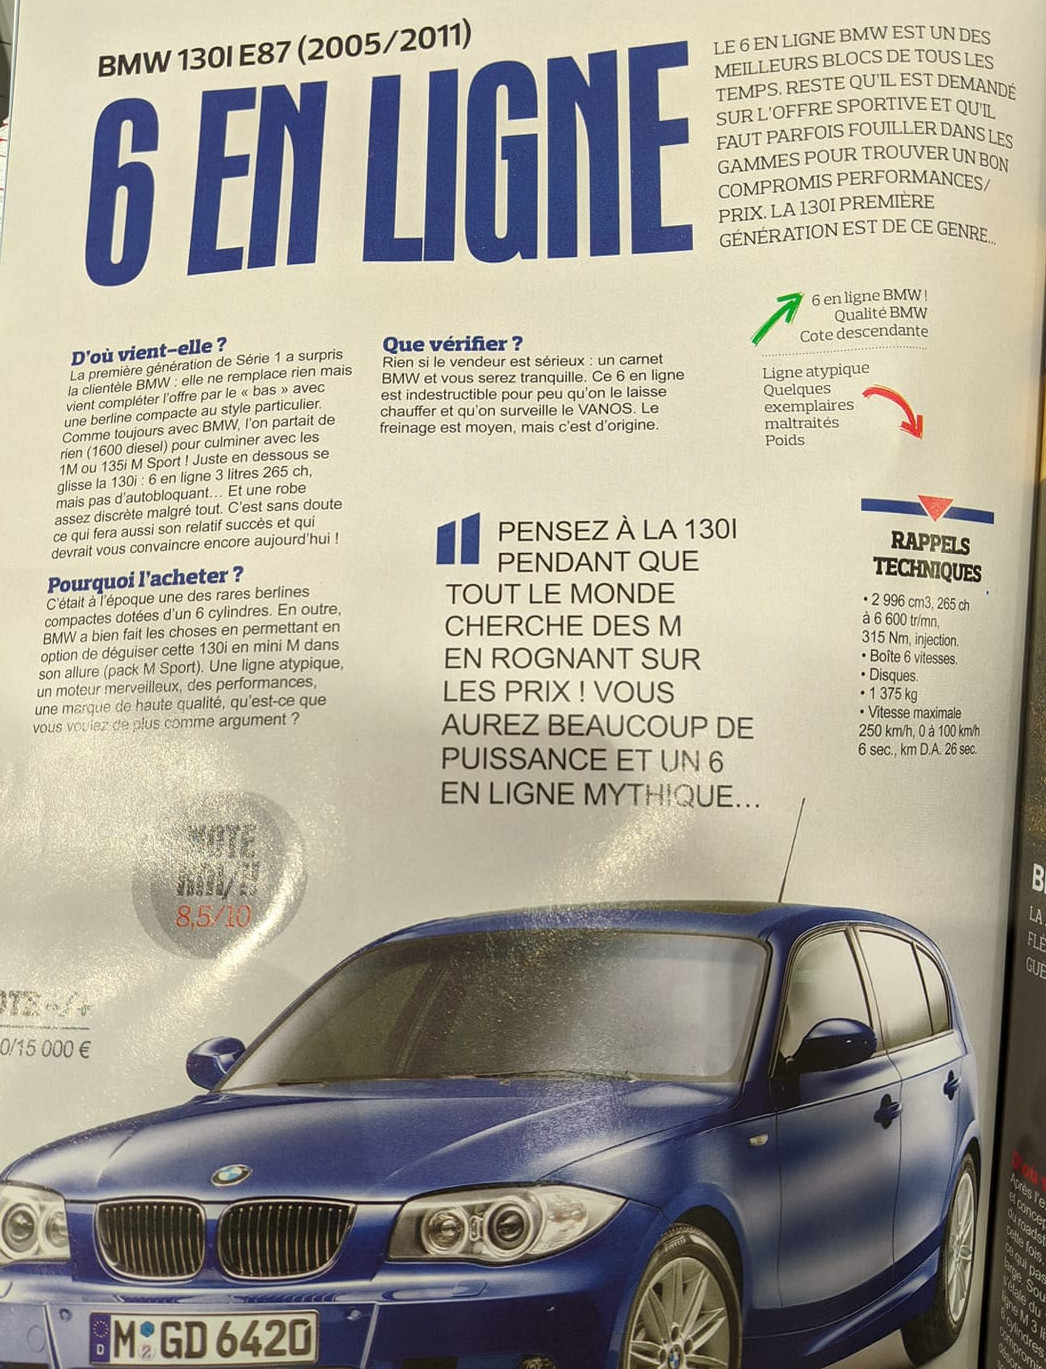 BMW 130I E87 (2005/2011)
6 EN LIGNE
LE 6 EN LIGNE BMW EST UN DES
MEILLEURS BLOCS DE TOUS LES
TEMPS. RESTE QU'IL EST DEMANDÉ
SUR L'OFFRE SPORTIVE ET QU'IL
FAUT PARFOIS FOUILLER DANS LES
GAMMES POUR TROUVER UN BON
COMPROMIS PERFORMANCES/
PRIX. LA 130I PREMIÈRE
GÉNÉRATION EST DE CE GENRE...
6 en ligne BMW !
Qualité BMW
Cote descendante
Ligne atypique
Quelques
exemplaires
maltraités
Poids
D'où vient-elle ?
La première génération de Série 1 a surpris
la clientèle BMW : elle ne remplace rien mais
vient compléter l'offre par le « bas » avec
une berline compacte au style particulier.
Comme toujours avec BMW, l'on partait de
rien (1600 diesel) pour culminer avec les
1M ou 135i M Sport ! Juste en dessous se
glisse la 130i : 6 en ligne 3 litres 265 ch,
mais pas d'autobloquant... Et une robe
assez discrète malgré tout. C'est sans doute
ce qui fera aussi son relatif succès et qui
devrait vous convaincre encore aujourd'hui !
Pourquoi l'acheter ?
C'était à l'époque une des rares berlines
compactes dotées d'un 6 cylindres. En outre,
BMW a bien fait les choses en permettant en
option de déguiser cette 130i en mini M dans
son allure (pack M Sport). Une ligne atypique,
un moteur merveilleux, des performances,
une marque de haute qualité, qu'est-ce que
vous voulez de plus comme argument ?
Que vérifier ?
Rien si le vendeur est sérieux : un carnet
BMW et vous serez tranquille. Ce 6 en ligne
est indestructible pour peu qu'on le laisse
chauffer et qu'on surveille le VANOS. Le
freinage est moyen, mais c'est d'origine.
PENSEZ À LA 130I
PENDANT QUE
TOUT LE MONDE
CHERCHE DES M
EN ROGNANT SUR
LES PRIX ! VOUS
AUREZ BEAUCOUP DE
PUISSANCE ET UN 6
EN LIGNE MYTHIQUE...
RAPPELS
TECHNIQUES
• 2 996 cm3, 265 ch
à 6 600 tr/mn,
315 Nm, injection.
• Boîte 6 vitesses.
• Disques.
• 1 375 kg
• Vitesse maximale
250 km/h, 0 à 100 km/h
6 sec., km D.A. 26 sec.
NOTE
8,5/10
0/15 000 €
D M GD 6420
LA
FLÉ
GUÉ
Après l'e
et concep
du roadst
cette fois,
ce qui pas